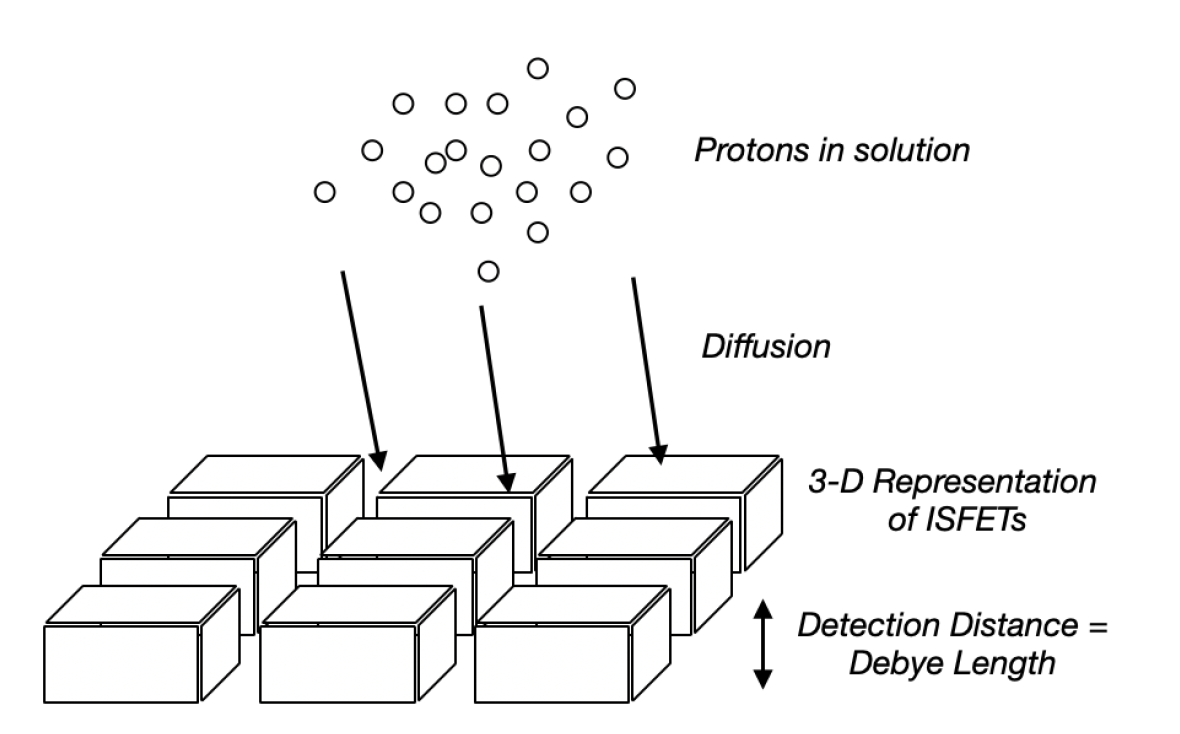 Protons in solution
Diffusion
3-D Representation
of ISFETs
Detection Distance =
Debye Length